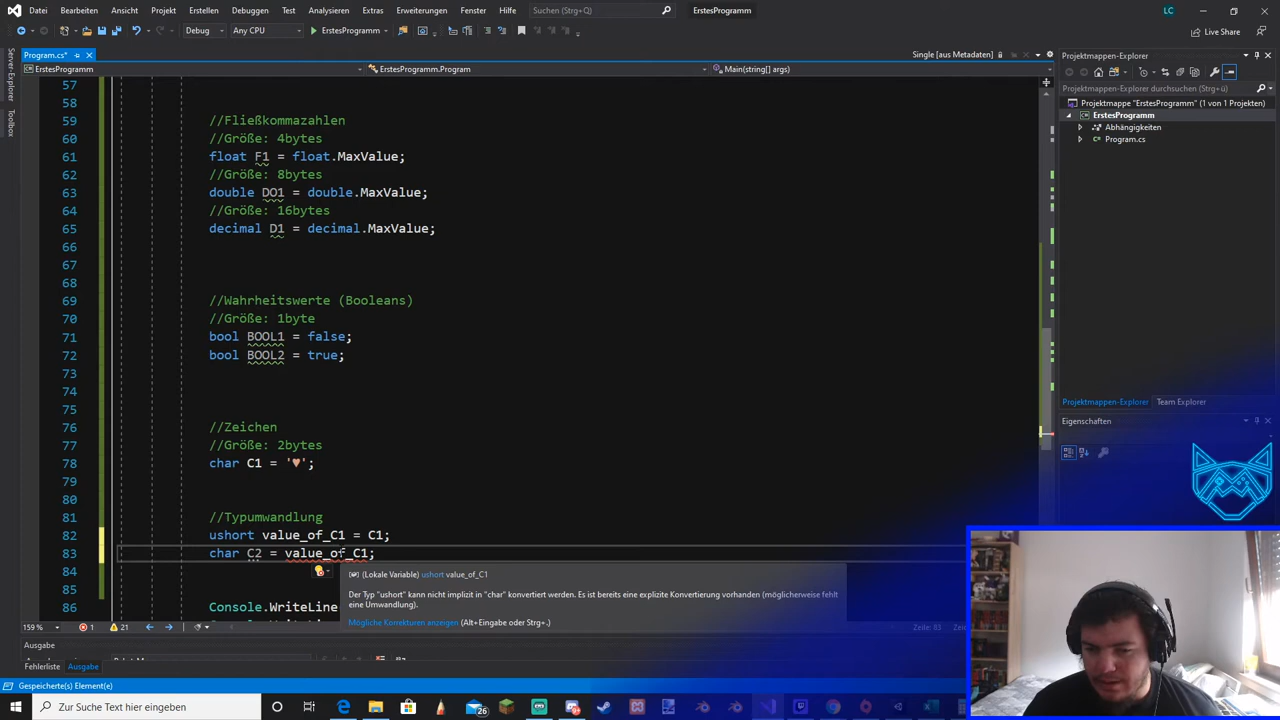 Datei Bearbeiten Ansicht Projekt Erstellen Debuggen Test Analysieren Extras Erweiterungen Fenster Hilfe Suchen (Strg+Q) ErstesProgramm LC
Debug Any CPU ErstesProgramm Live Share
Server-Explorer
Toolbox
Program.cs* Single [aus Metadaten]
ErstesProgramm ErstesProgramm.Program Main(string[] args)
57
58
59 //Fließkommazahlen
60 //Größe: 4bytes
61 float F1 = float.MaxValue;
62 //Größe: 8bytes
63 double DO1 = double.MaxValue;
64 //Größe: 16bytes
65 decimal D1 = decimal.MaxValue;
66
67
68
69 //Wahrheitswerte (Booleans)
70 //Größe: 1byte
71 bool BOOL1 = false;
72 bool BOOL2 = true;
73
74
75
76 //Zeichen
77 //Größe: 2bytes
78 char C1 = '♥';
79
80
81 //Typumwandlung
82 ushort value_of_C1 = C1;
83 char C2 = value_of_C1;
84
85
86 Console.WriteLine
(Lokale Variable) ushort value_of_C1
Der Typ "ushort" kann nicht implizit in "char" konvertiert werden. Es ist bereits eine explizite Konvertierung vorhanden (möglicherweise fehlt
eine Umwandlung).
Mögliche Korrekturen anzeigen (Alt+Eingabe oder Strg+.)
159 % 1 21 Zeile: 83
Ausgabe
Fehlerliste Ausgabe
Gespeicherte(s) Element(e)
Projektmappen-Explorer
Projektmappen-Explorer durchsuchen (Strg+ü)
Projektmappe "ErstesProgramm" (1 von 1 Projekten)
ErstesProgramm
Abhängigkeiten
Program.cs
Projektmappen-Explorer Team Explorer
Eigenschaften
Zur Suche Text hier eingeben 26